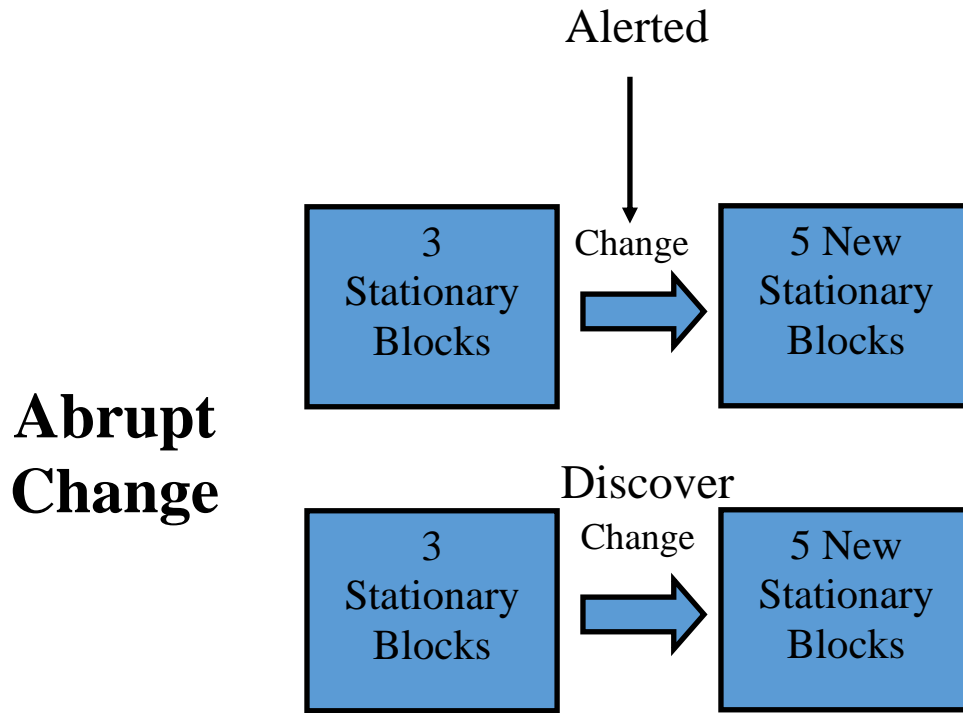 Alerted
3
Stationary
Blocks
Change
5 New
Stationary
Blocks
Abrupt
Change
3
Stationary
Blocks
Discover
Change
5 New
Stationary
Blocks